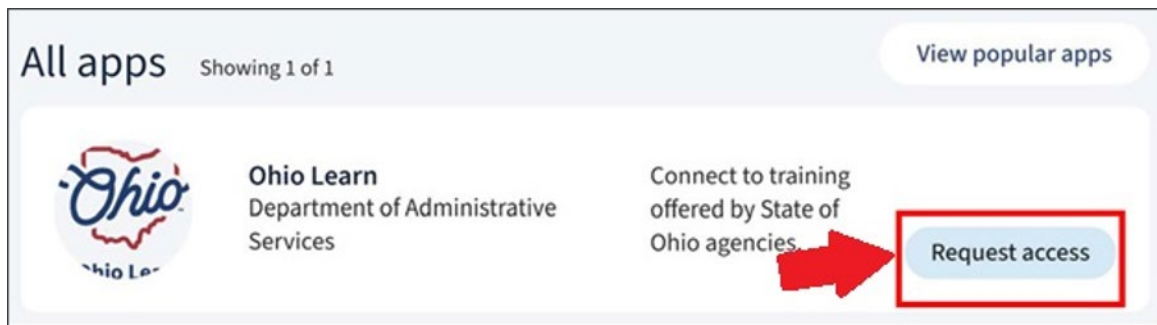 All apps Showing 1 of 1
View popular apps
Ohio
Ohio Learn
Department of Administrative
Services
Connect to training
offered by State of
Ohio agencies.
Request access